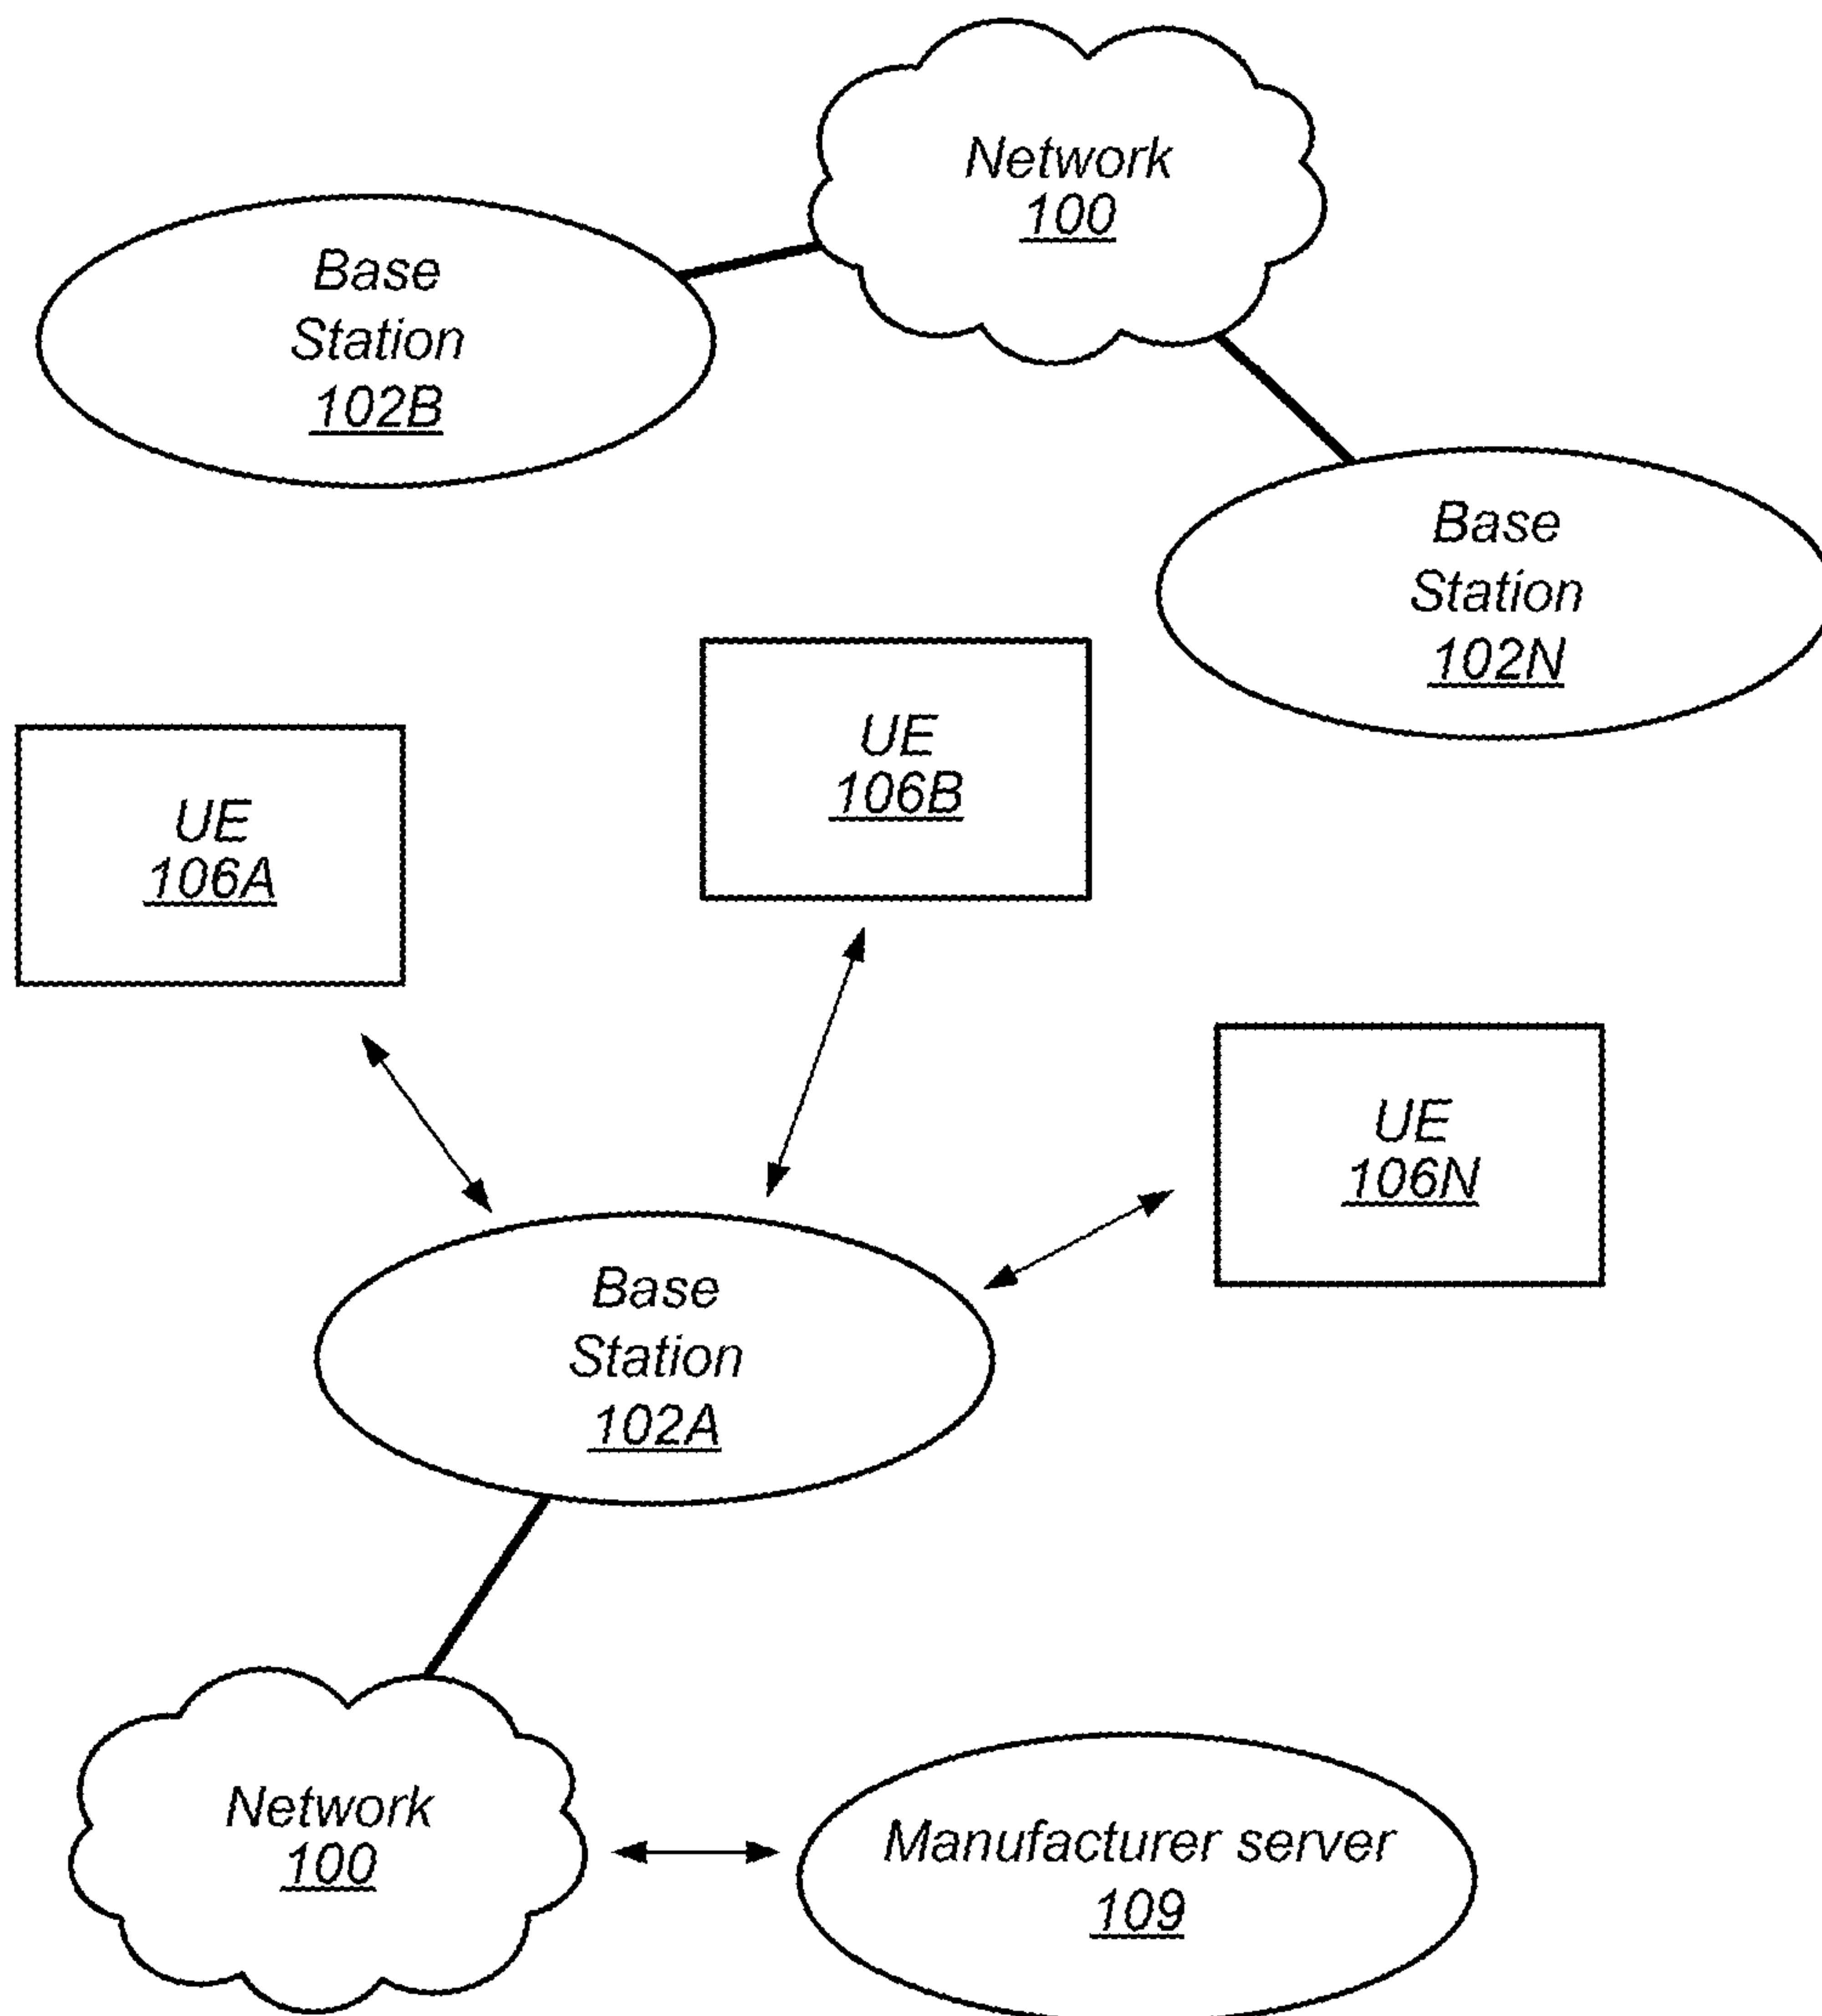 Network
100
Base
Station
102B
Base
Station
102N
UE
106B
UE
106A
UE
106N
Base
Station
102A
Network
100
Manufacturer server
109